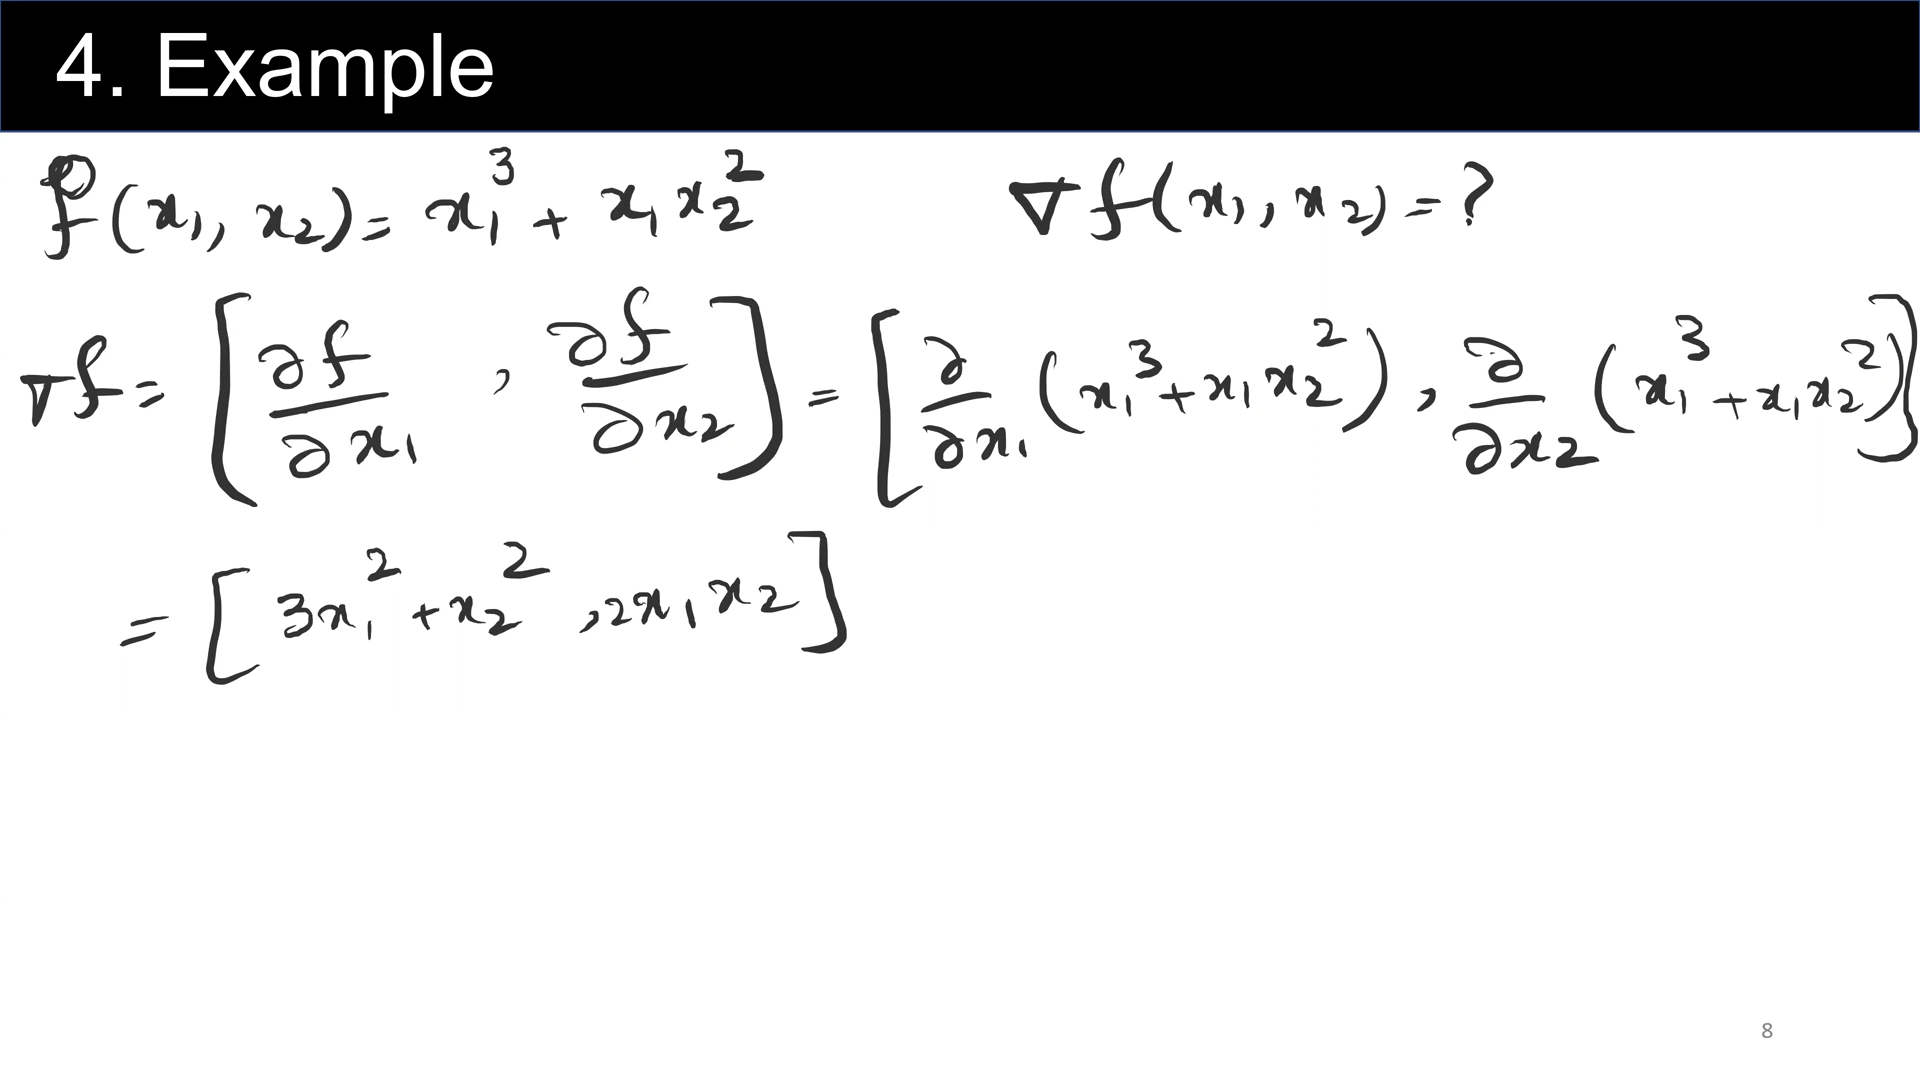 4. Example
f(x₁, x₂) = x₁³ + x₁x₂² ∇f(x₁, x₂) = ?
∇f = [∂f/∂x₁ , ∂f/∂x₂] = [∂/∂x₁ (x₁³ + x₁x₂²), ∂/∂x₂ (x₁³ + x₁x₂²)]
= [3x₁² + x₂² , 2x₁x₂]
8